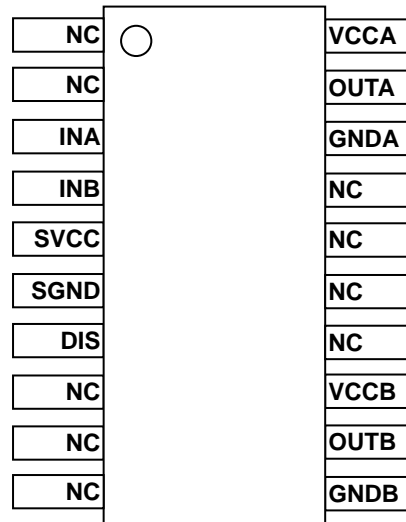 NC VCCA
NC OUTA
INA GNDA
INB NC
SVCC NC
SGND NC
DIS NC
NC VCCB
NC OUTB
NC GNDB